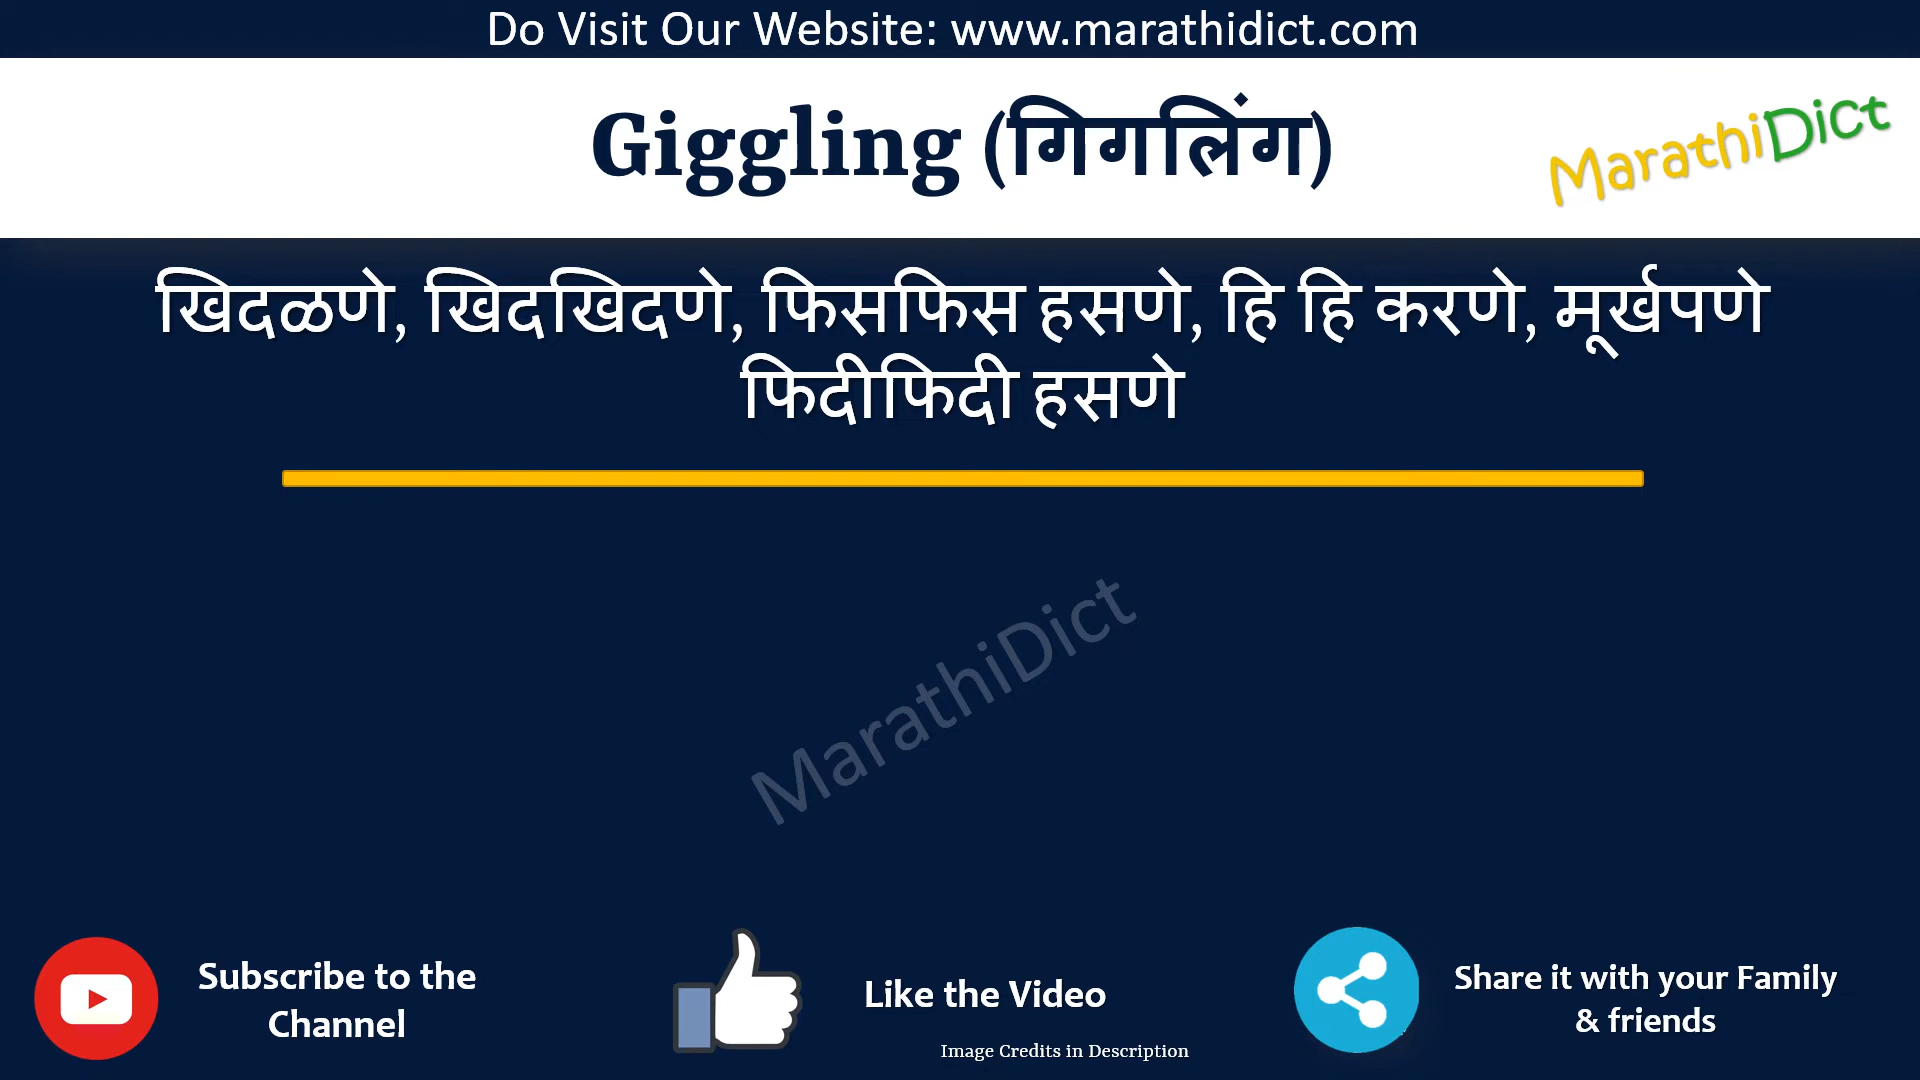 Do Visit Our Website: www.marathidict.com
Giggling (गिगलिंग)
MarathiDict
खिदळणे, खिदखिदणे, फिसफिस हसणे, हि हि करणे, मूर्खपणे
फिदीफिदी हसणे
MarathiDict
Subscribe to the
Channel
Like the Video
Share it with your Family
& friends
Image Credits in Description